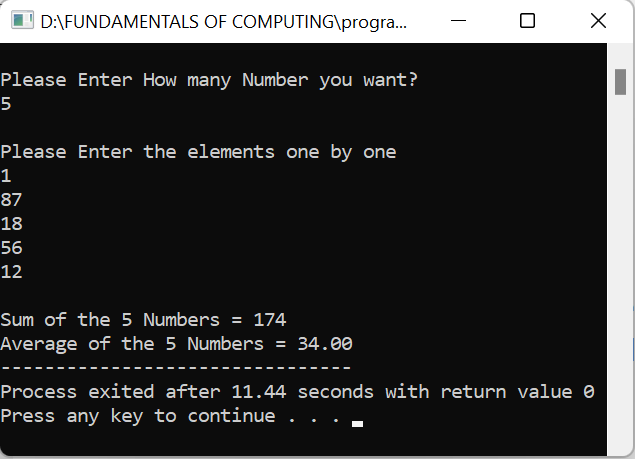 D:\FUNDAMENTALS OF COMPUTING\progra...
Please Enter How many Number you want?
5
Please Enter the elements one by one
1
87
18
56
12
Sum of the 5 Numbers = 174
Average of the 5 Numbers = 34.00
--------------------------------
Process exited after 11.44 seconds with return value 0
Press any key to continue . . .